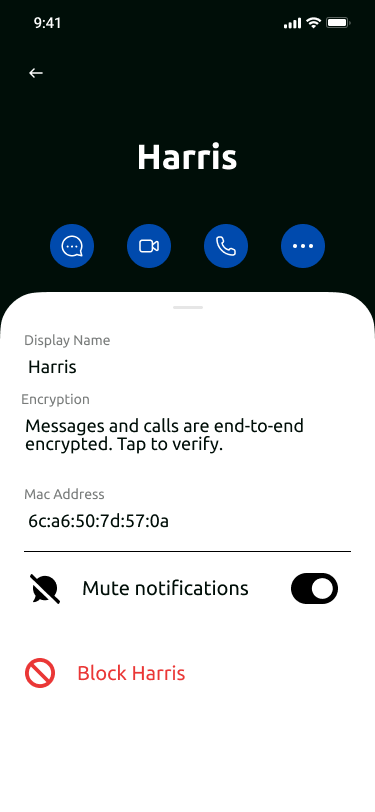 9:41
Harris
Display Name
Harris
Encryption
Messages and calls are end-to-end
encrypted. Tap to verify.
Mac Address
6c:a6:50:7d:57:0a
Mute notifications
Block Harris